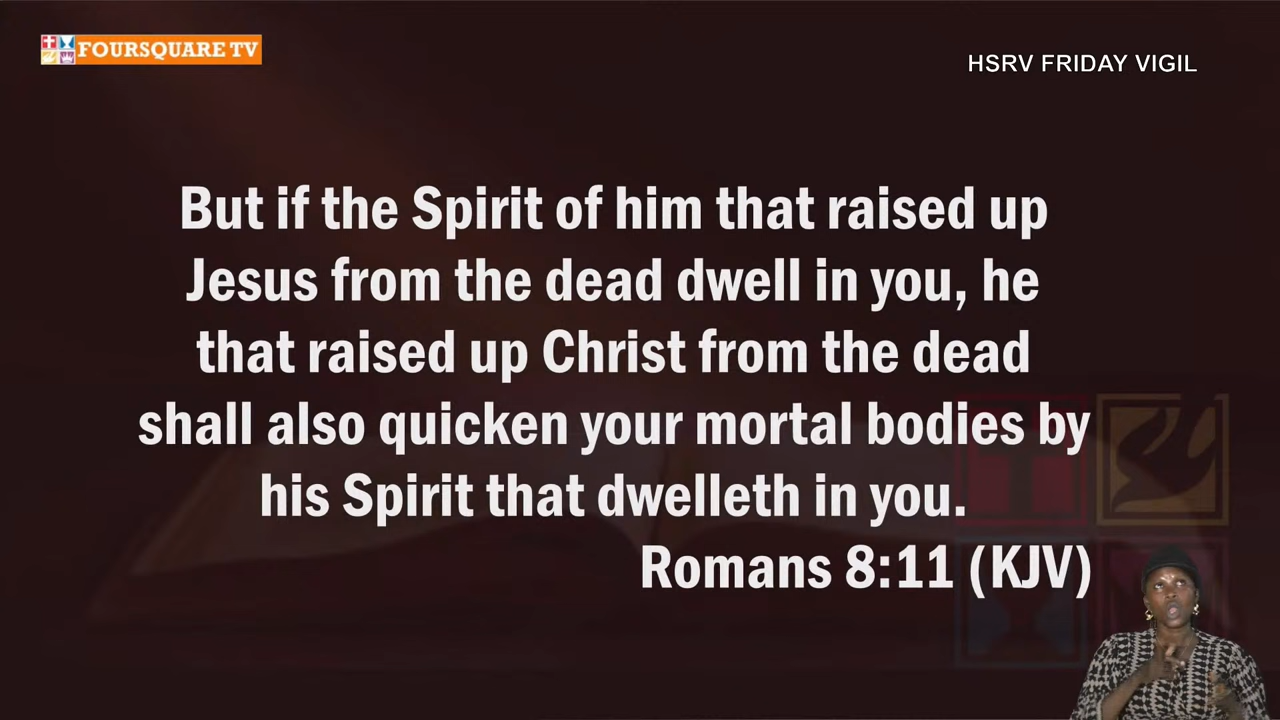 FOURSQUARE TV
HSRV FRIDAY VIGIL
But if the Spirit of him that raised up
Jesus from the dead dwell in you, he
that raised up Christ from the dead
shall also quicken your mortal bodies by
his Spirit that dwelleth in you.
Romans 8:11 (KJV)